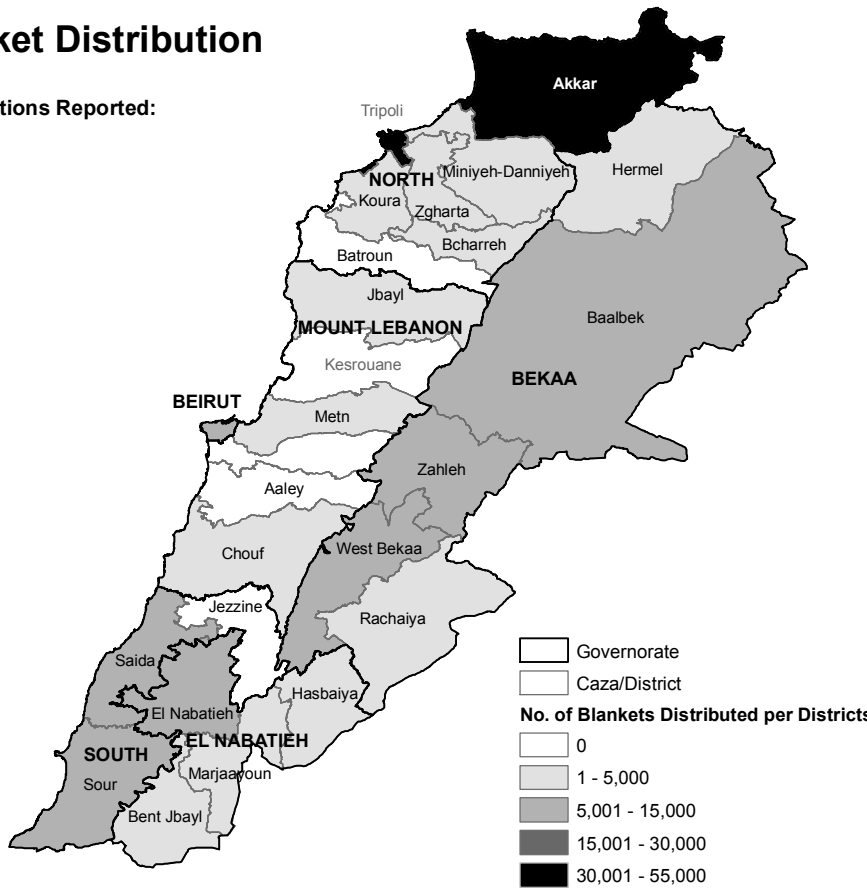 ket Distribution
tions Reported:
Akkar
Tripoli
Miniyeh-Danniyeh
Hermel
NORTH
Koura
Zgharta
Bcharreh
Batroun
Jbayl
Baalbek
MOUNT LEBANON
Kesrouane
BEKAA
BEIRUT
Metn
Zahleh
Aaley
Chouf
West Bekaa
Jezzine
Rachaiya
Saida
Hasbaiya
El Nabatieh
EL NABATIEH
SOUTH
Marjaayoun
Sour
Bent Jbayl
Governorate
Caza/District
No. of Blankets Distributed per Districts
0
1 - 5,000
5,001 - 15,000
15,001 - 30,000
30,001 - 55,000